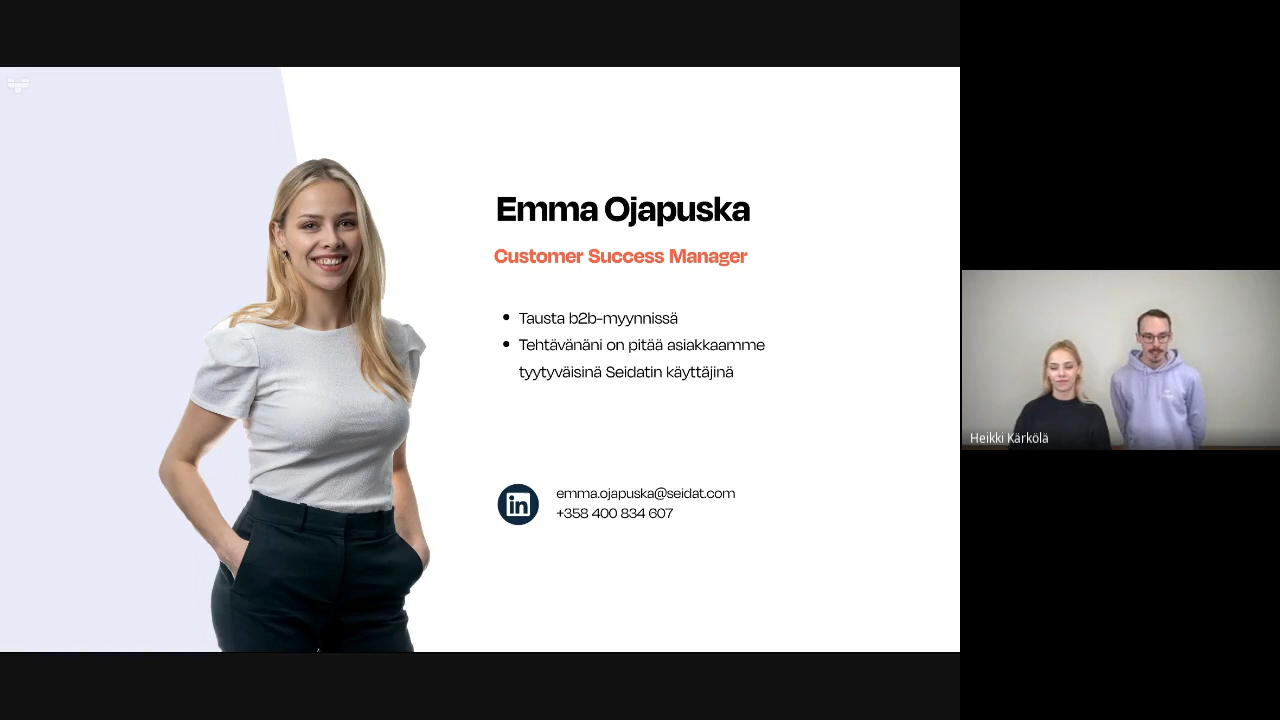 Emma Ojapuska
Customer Success Manager
• Tausta b2b-myynnissä
• Tehtävänäni on pitää asiakkaamme
tyytyväisinä Seidatin käyttäjinä
in
emma.ojapuska@seidat.com
+358 400 834 607
Heikki Kärkölä